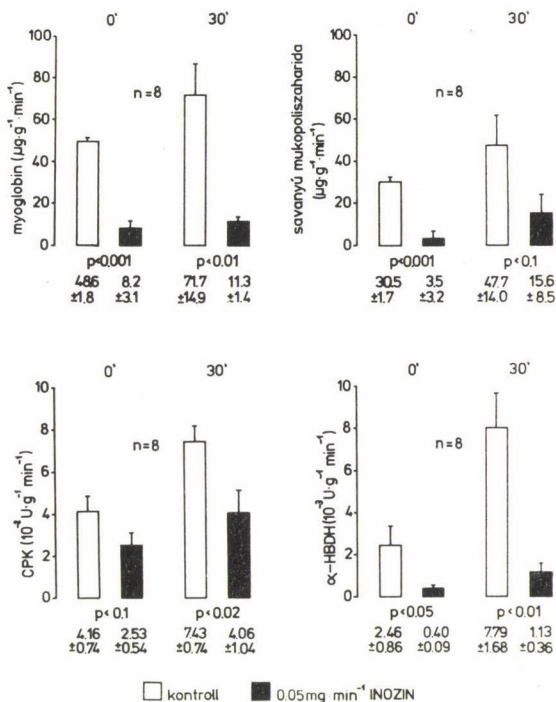 0' 30'
myoglobin (µg·g⁻¹·min⁻¹)
100
80
60
40
20
0
n=8
p<0.001 p<0.01
48.6 8.2 71.7 11.3
±1.8 ±3.1 ±14.9 ±1.4
0' 30'
savanyú mukopoliszaharida
(µg·g⁻¹·min⁻¹)
100
80
60
40
20
0
n=8
p<0.001 p<0.1
30.5 3.5 47.7 15.6
±1.7 ±3.2 ±14.0 ±8.5
0' 30'
CPK (10⁻³ U·g⁻¹ min⁻¹)
10
8
6
4
2
0
n=8
p<0.1 p<0.02
4.16 2.53 7.43 4.06
±0.74 ±0.54 ±0.74 ±1.04
0' 30'
α-HBDH (10⁻³ U·g⁻¹ min⁻¹)
10
8
6
4
2
0
n=8
p<0.05 p<0.01
2.46 0.40 7.79 1.13
±0.86 ±0.09 ±1.68 ±0.36
kontroll 0.05 mg·min⁻¹ INOZIN